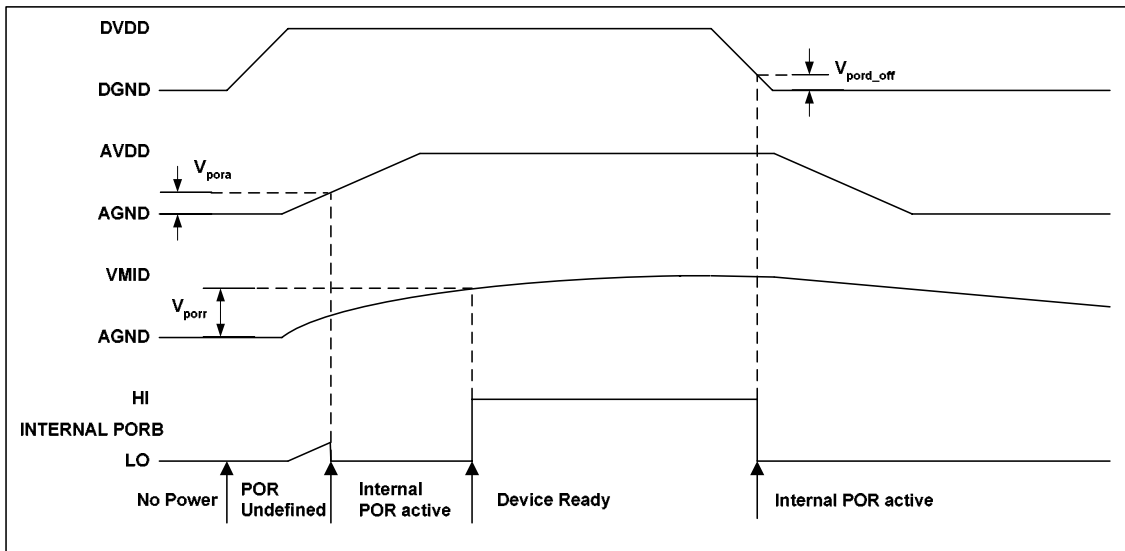 DVDD
V_pord_off
DGND
AVDD
V_pora
AGND
VMID
V_porr
AGND
HI
INTERNAL PORB
LO
No Power
POR
Undefined
Internal
POR active
Device Ready
Internal POR active